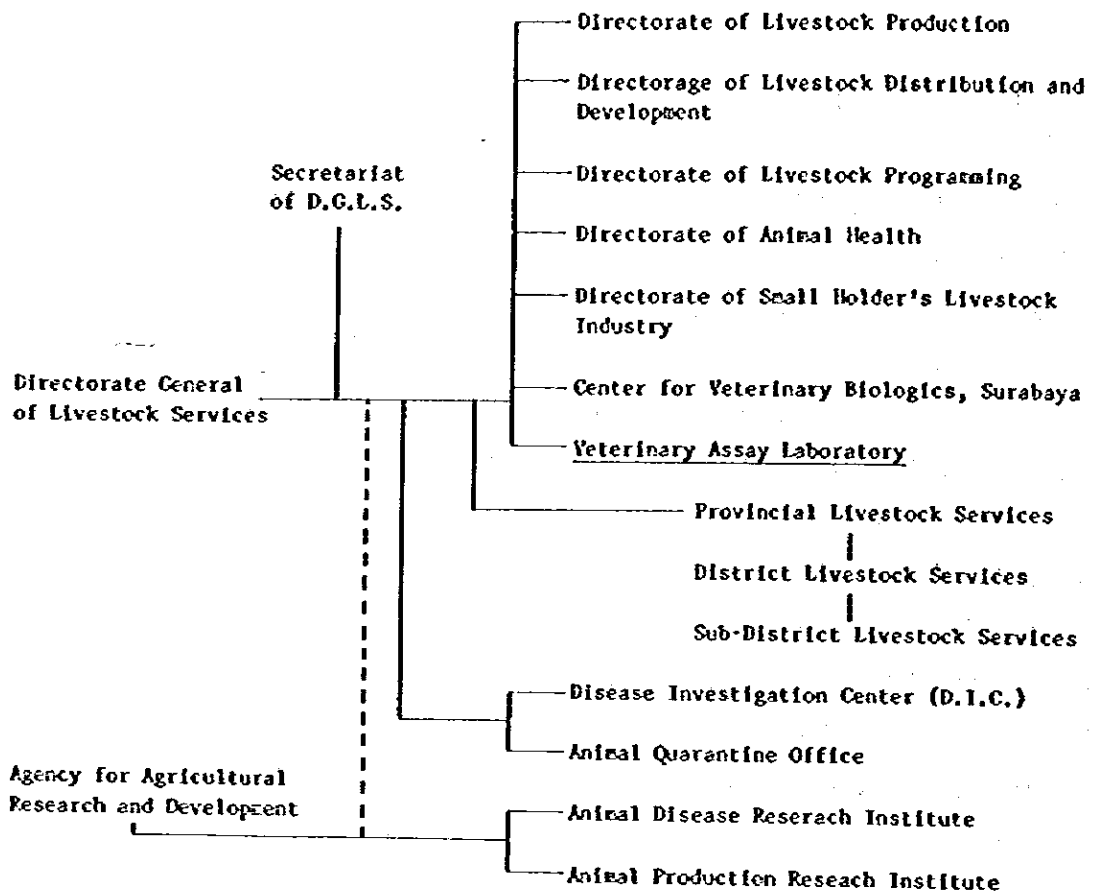 Directorate of Livestock Production
Directorage of Livestock Distribution and
Development
Secretariat
of D.G.L.S.
Directorate of Livestock Programing
Directorate of Animal Health
Directorate of Small Holder's Livestock
Industry
Directorate General
of Livestock Services
Center for Veterinary Biologics, Surabaya
Veterinary Assay Laboratory
Provincial Livestock Services
District Livestock Services
Sub-District Livestock Services
Disease Investigation Center (D.I.C.)
Animal Quarantine Office
Agency for Agricultural
Research and Development
Animal Disease Reserach Institute
Animal Production Reseach Institute